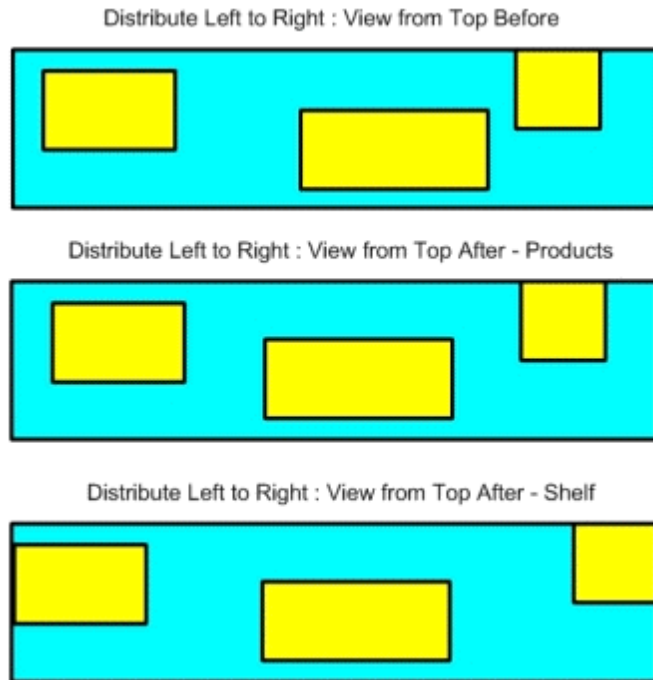 Distribute Left to Right : View from Top Before
Distribute Left to Right : View from Top After - Products
Distribute Left to Right : View from Top After - Shelf